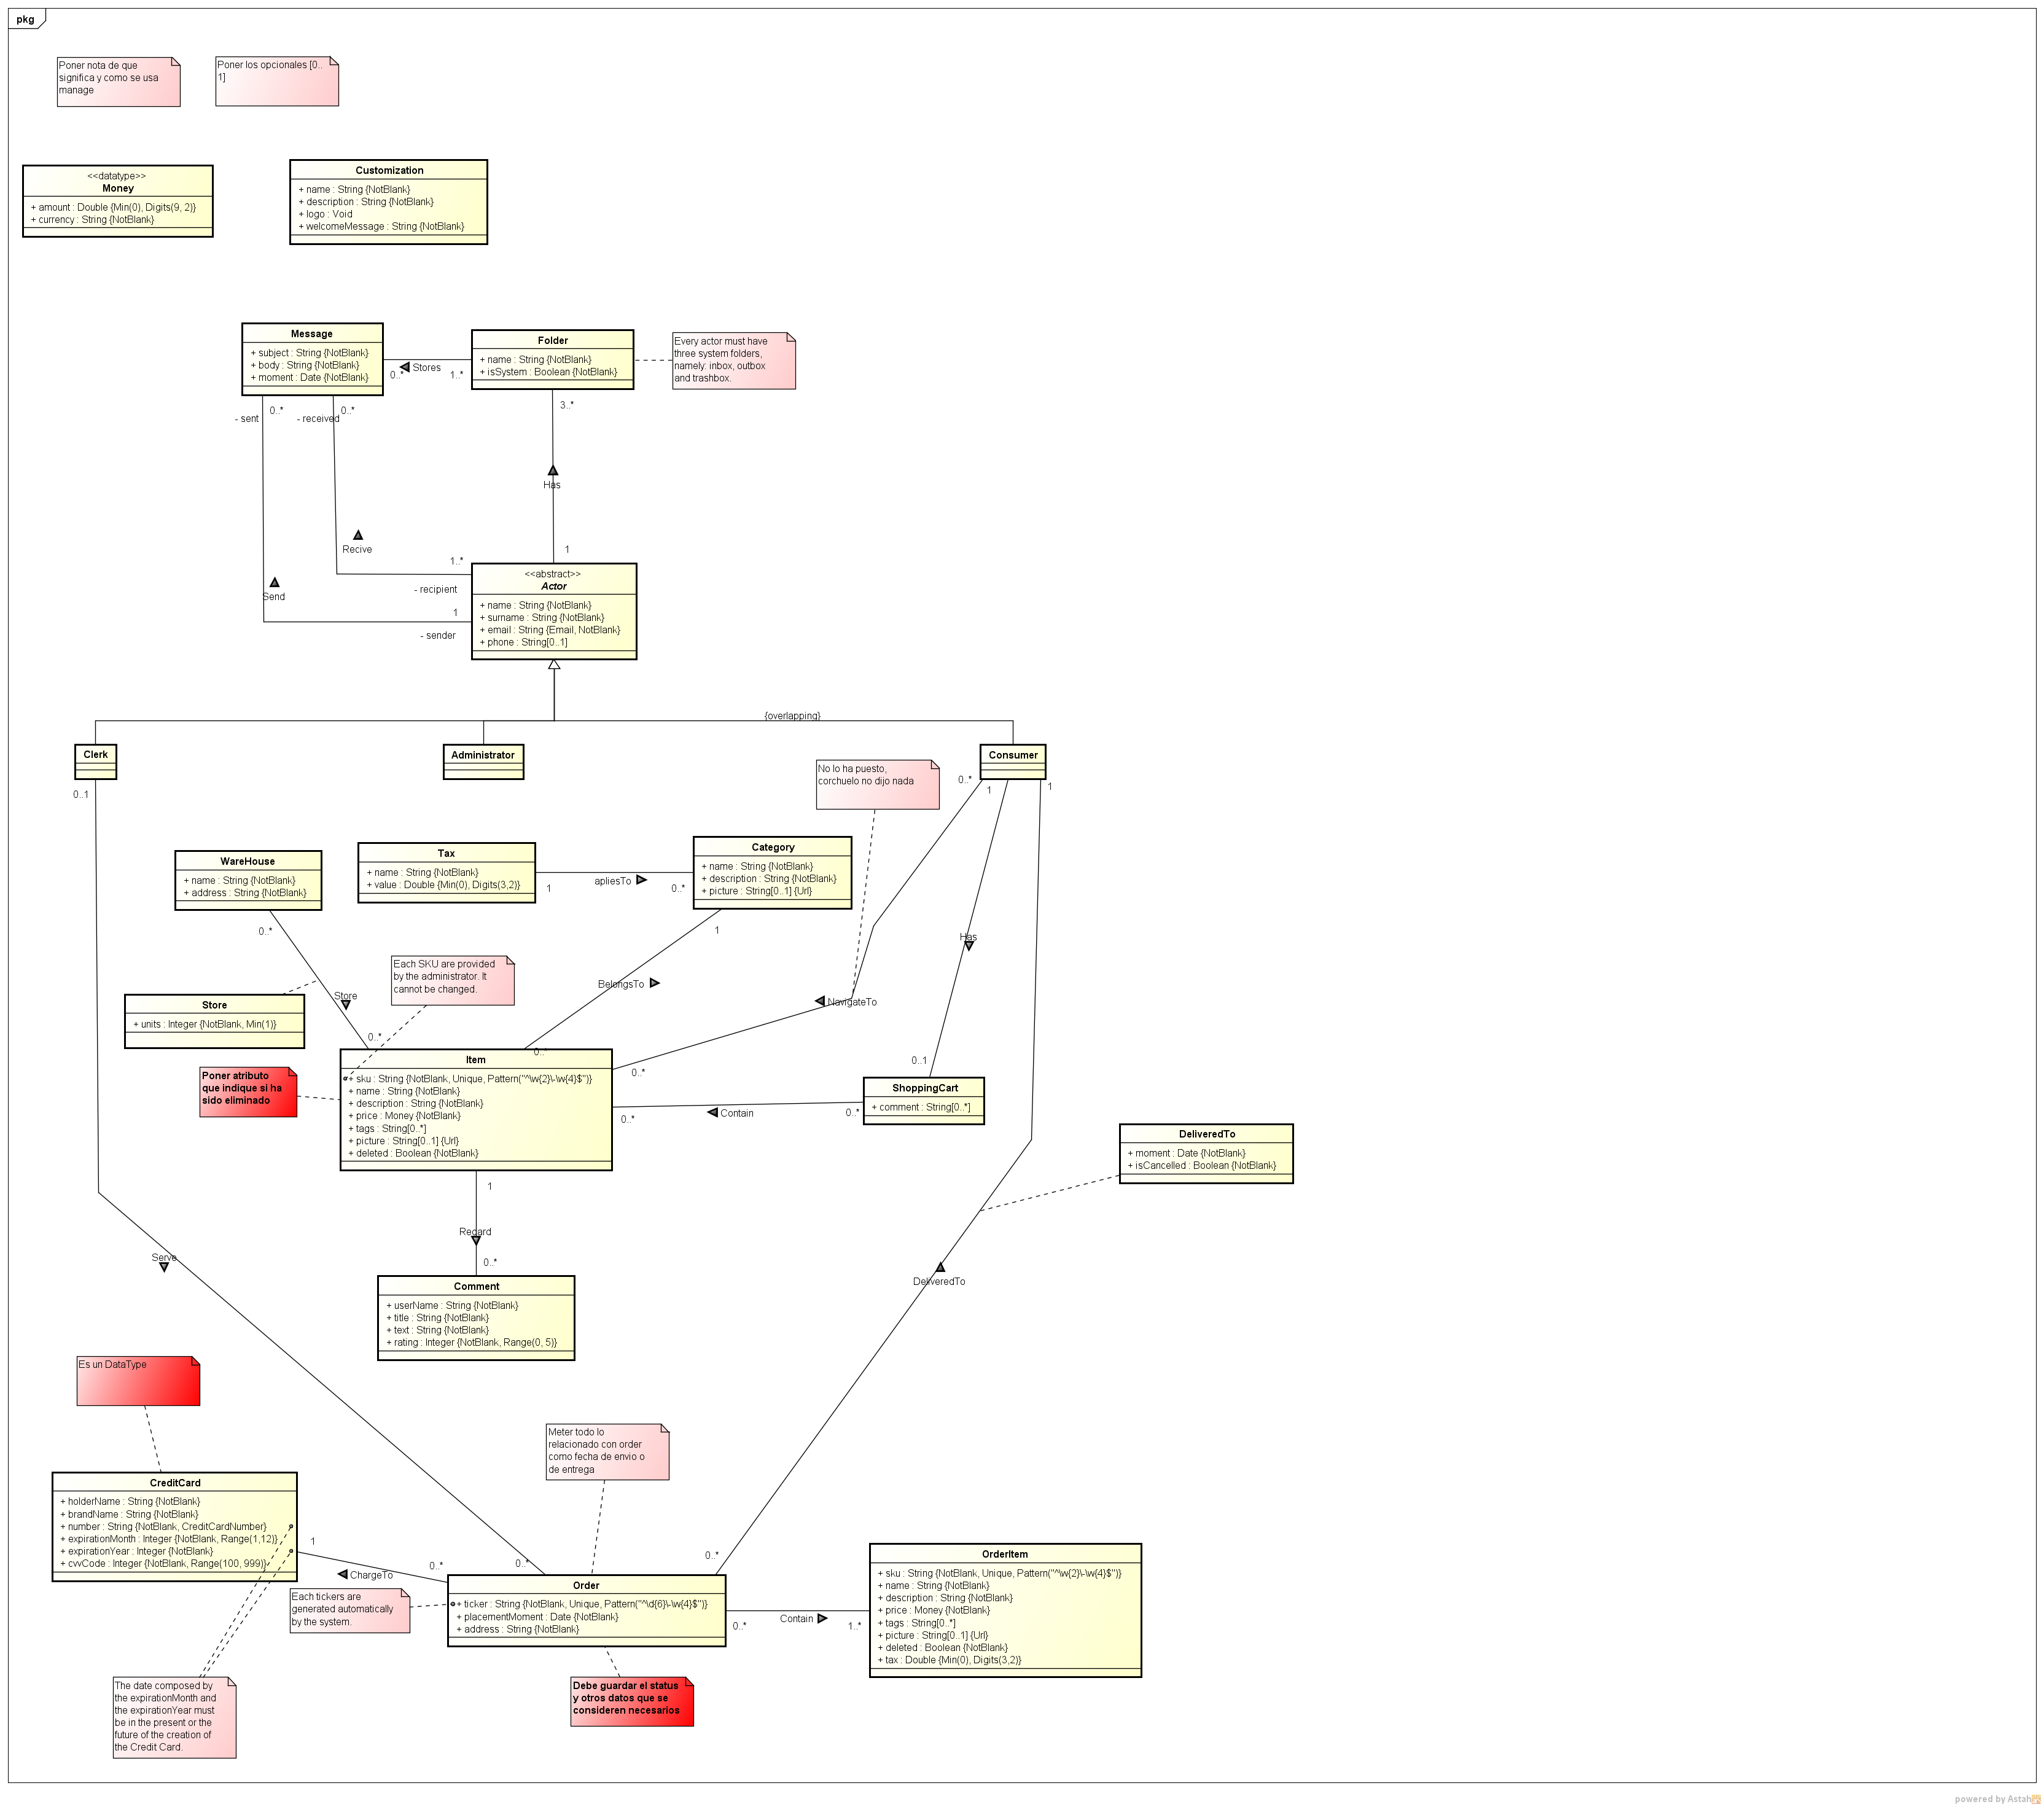 pkg
Poner nota de que
significa y como se usa
manage
Poner los opcionales [0..
1]
<<datatype>>
Money
+ amount : Double {Min(0), Digits(9, 2)}
+ currency : String {NotBlank}
Customization
+ name : String {NotBlank}
+ description : String {NotBlank}
+ logo : Void
+ welcomeMessage : String {NotBlank}
Message
+ subject : String {NotBlank}
+ body : String {NotBlank}
+ moment : Date {NotBlank}
0..*
Stores
1..*
Folder
+ name : String {NotBlank}
+ isSystem : Boolean {NotBlank}
Every actor must have
three system folders,
namely: inbox, outbox
and trashbox.
- sent
0..*
- received
0..*
3..*
Has
1
Recive
1..*
- recipient
Send
1
- sender
<<abstract>>
Actor
+ name : String {NotBlank}
+ surname : String {NotBlank}
+ email : String {Email, NotBlank}
+ phone : String[0..1]
{overlapping}
Clerk
0..1
Administrator
Consumer
0..*
1
1
No lo ha puesto,
corchuelo no dijo nada
WareHouse
+ name : String {NotBlank}
+ address : String {NotBlank}
0..*
Tax
+ name : String {NotBlank}
+ value : Double {Min(0), Digits(3,2)}
1
apliesTo
0..*
Category
+ name : String {NotBlank}
+ description : String {NotBlank}
+ picture : String[0..1] {Url}
1
Has
Each SKU are provided
by the administrator. It
cannot be changed.
BelongsTo
NavigateTo
Store
Store
+ units : Integer {NotBlank, Min(1)}
0..*
0..*
0..*
0..1
Poner atributo
que indique si ha
sido eliminado
Item
+ sku : String {NotBlank, Unique, Pattern("^\w{2}\-\w{4}$")}
+ name : String {NotBlank}
+ description : String {NotBlank}
+ price : Money {NotBlank}
+ tags : String[0..*]
+ picture : String[0..1] {Url}
+ deleted : Boolean {NotBlank}
0..*
Contain
0..*
ShoppingCart
+ comment : String[0..*]
DeliveredTo
+ moment : Date {NotBlank}
+ isCancelled : Boolean {NotBlank}
1
Regard
0..*
Serve
DeliveredTo
Comment
+ userName : String {NotBlank}
+ title : String {NotBlank}
+ text : String {NotBlank}
+ rating : Integer {NotBlank, Range(0, 5)}
Es un DataType
Meter todo lo
relacionado con order
como fecha de envio o
de entrega
CreditCard
+ holderName : String {NotBlank}
+ brandName : String {NotBlank}
+ number : String {NotBlank, CreditCardNumber}
+ expirationMonth : Integer {NotBlank, Range(1,12)}
+ expirationYear : Integer {NotBlank}
+ cvvCode : Integer {NotBlank, Range(100, 999)}
1
ChargeTo
0..*
0..*
0..*
Each tickers are
generated automatically
by the system.
Order
+ ticker : String {NotBlank, Unique, Pattern("^\d{6}\-\w{4}$")}
+ placementMoment : Date {NotBlank}
+ address : String {NotBlank}
0..*
Contain
1..*
OrderItem
+ sku : String {NotBlank, Unique, Pattern("^\w{2}\-\w{4}$")}
+ name : String {NotBlank}
+ description : String {NotBlank}
+ price : Money {NotBlank}
+ tags : String[0..*]
+ picture : String[0..1] {Url}
+ deleted : Boolean {NotBlank}
+ tax : Double {Min(0), Digits(3,2)}
The date composed by
the expirationMonth and
the expirationYear must
be in the present or the
future of the creation of
the Credit Card.
Debe guardar el status
y otros datos que se
consideren necesarios
powered by Astah